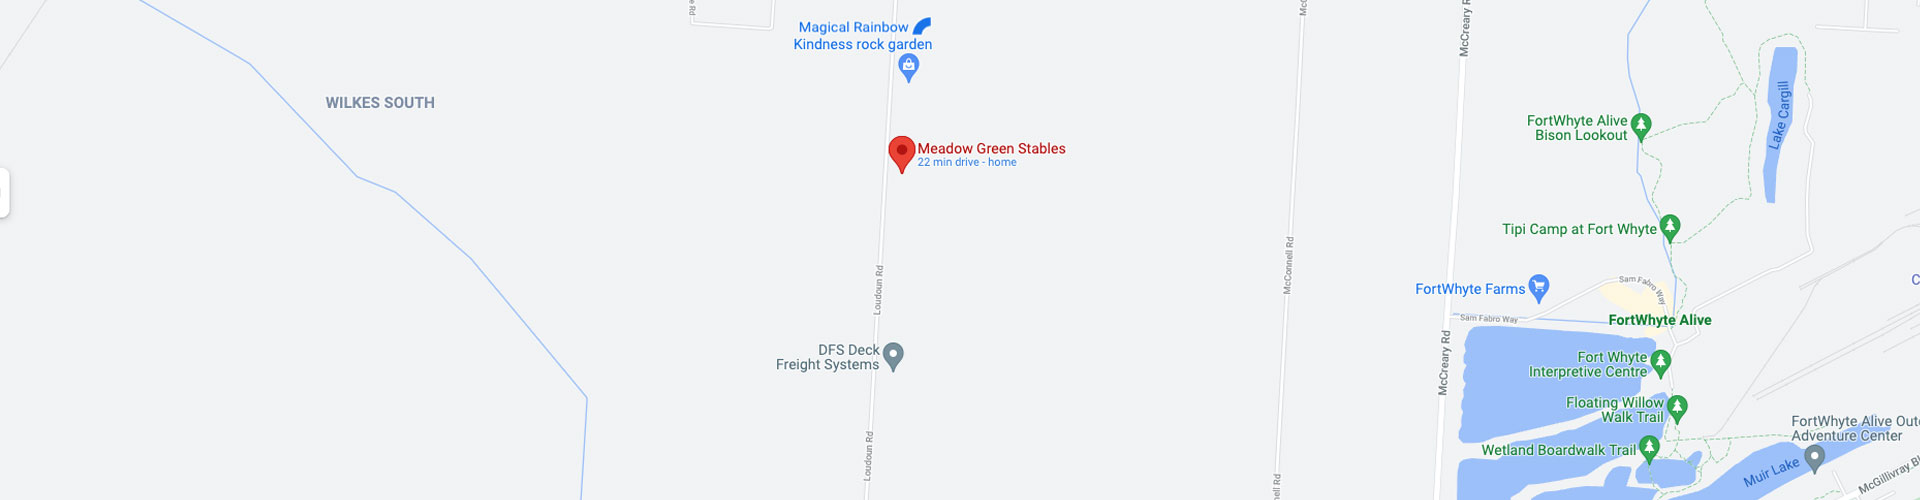 Magical Rainbow
Kindness rock garden
WILKES SOUTH
Meadow Green Stables
22 min drive - home
Loudoun Rd
DFS Deck
Freight Systems
Loudoun Rd
McConnell Rd
McCreary Rd
Lake Cargill
FortWhyte Alive
Bison Lookout
Tipi Camp at Fort Whyte
FortWhyte Farms
Sam Fabro Way
Sam Fabro Way
FortWhyte Alive
McCreary Rd
Fort Whyte
Interpretive Centre
Floating Willow
Walk Trail
Wetland Boardwalk Trail
FortWhyte Alive Out
Adventure Center
Muir Lake
McGillivray Bl